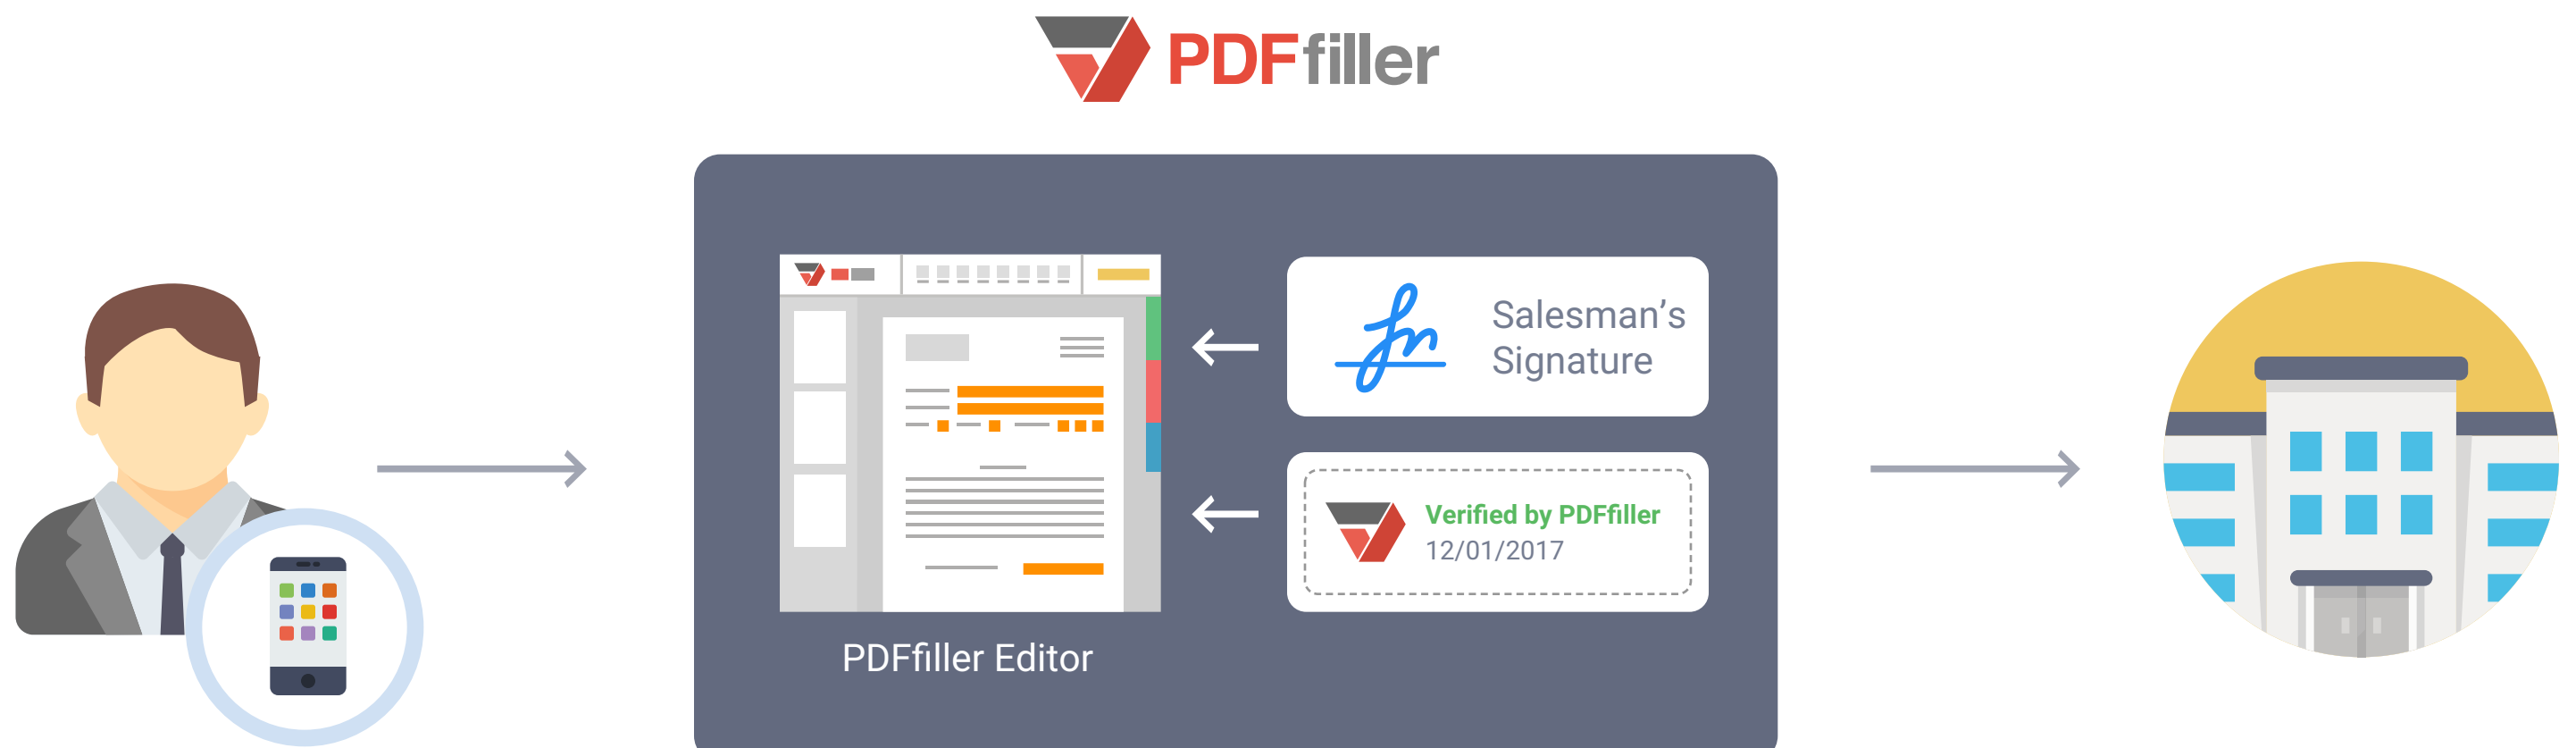 PDFfiller
Salesman’s
Signature
Verified by PDFfiller
12/01/2017
PDFfiller Editor